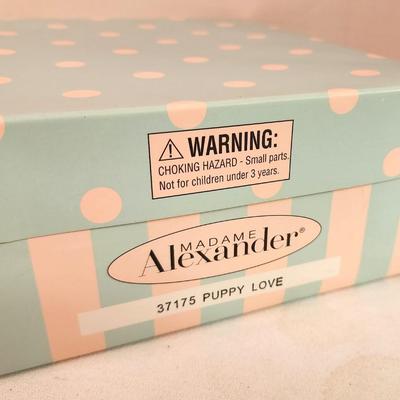 ⚠ WARNING:
CHOKING HAZARD - Small parts.
Not for children under 3 years.
MADAME
Alexander®
37175 PUPPY LOVE